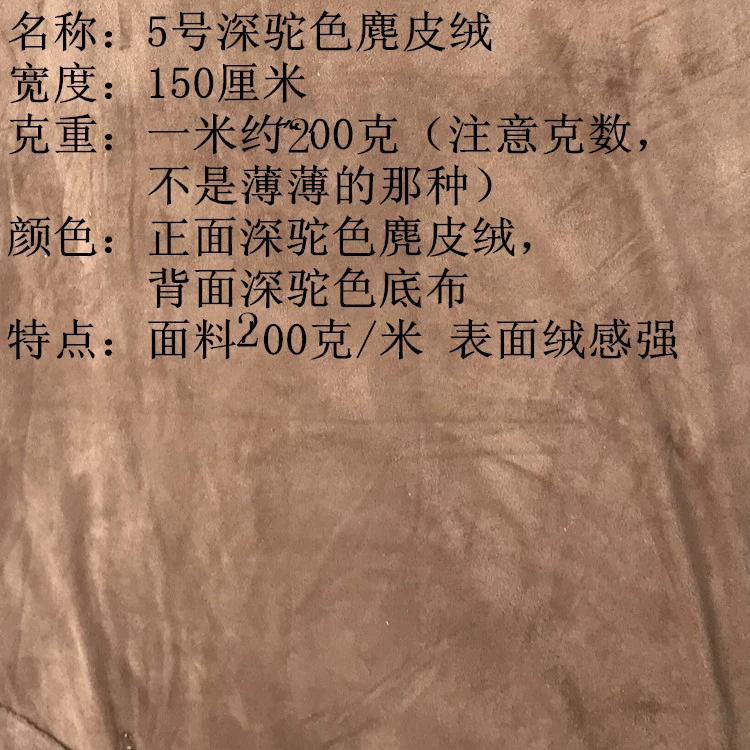 名称：5号深驼色麂皮绒
宽度：150厘米
克重：一米约200克（注意克数，
不是薄薄的那种）
颜色：正面深驼色麂皮绒，
背面深驼色底布
特点：面料200克/米 表面绒感强